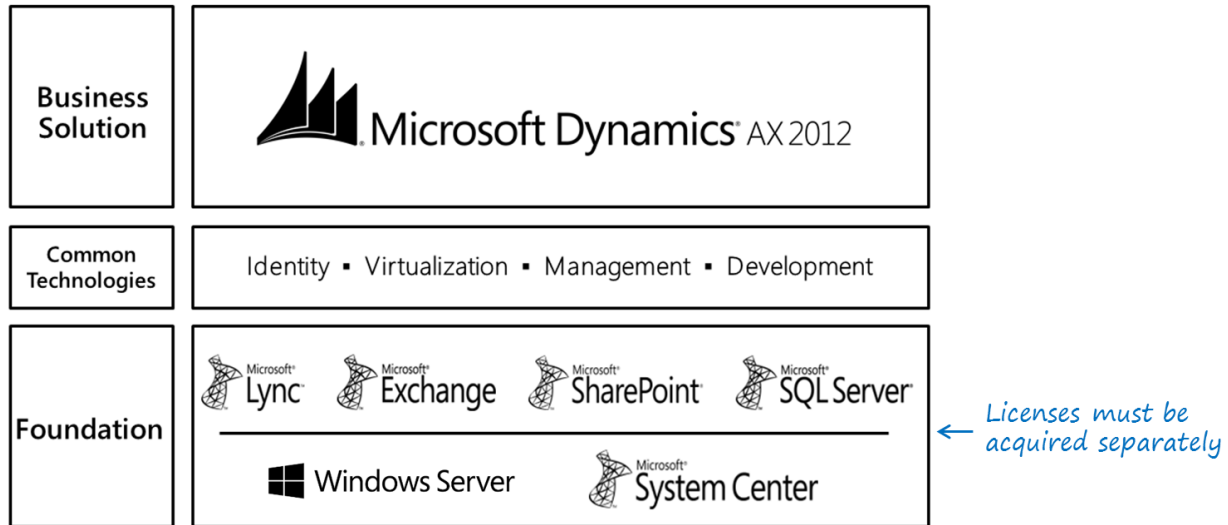 Business
Solution
Microsoft Dynamics® AX 2012
Common
Technologies
Identity ▪ Virtualization ▪ Management ▪ Development
Foundation
Microsoft®
Lync™
Microsoft®
Exchange
Microsoft®
SharePoint®
Microsoft®
SQL Server®
Windows Server
Microsoft®
System Center
Licenses must be
acquired separately